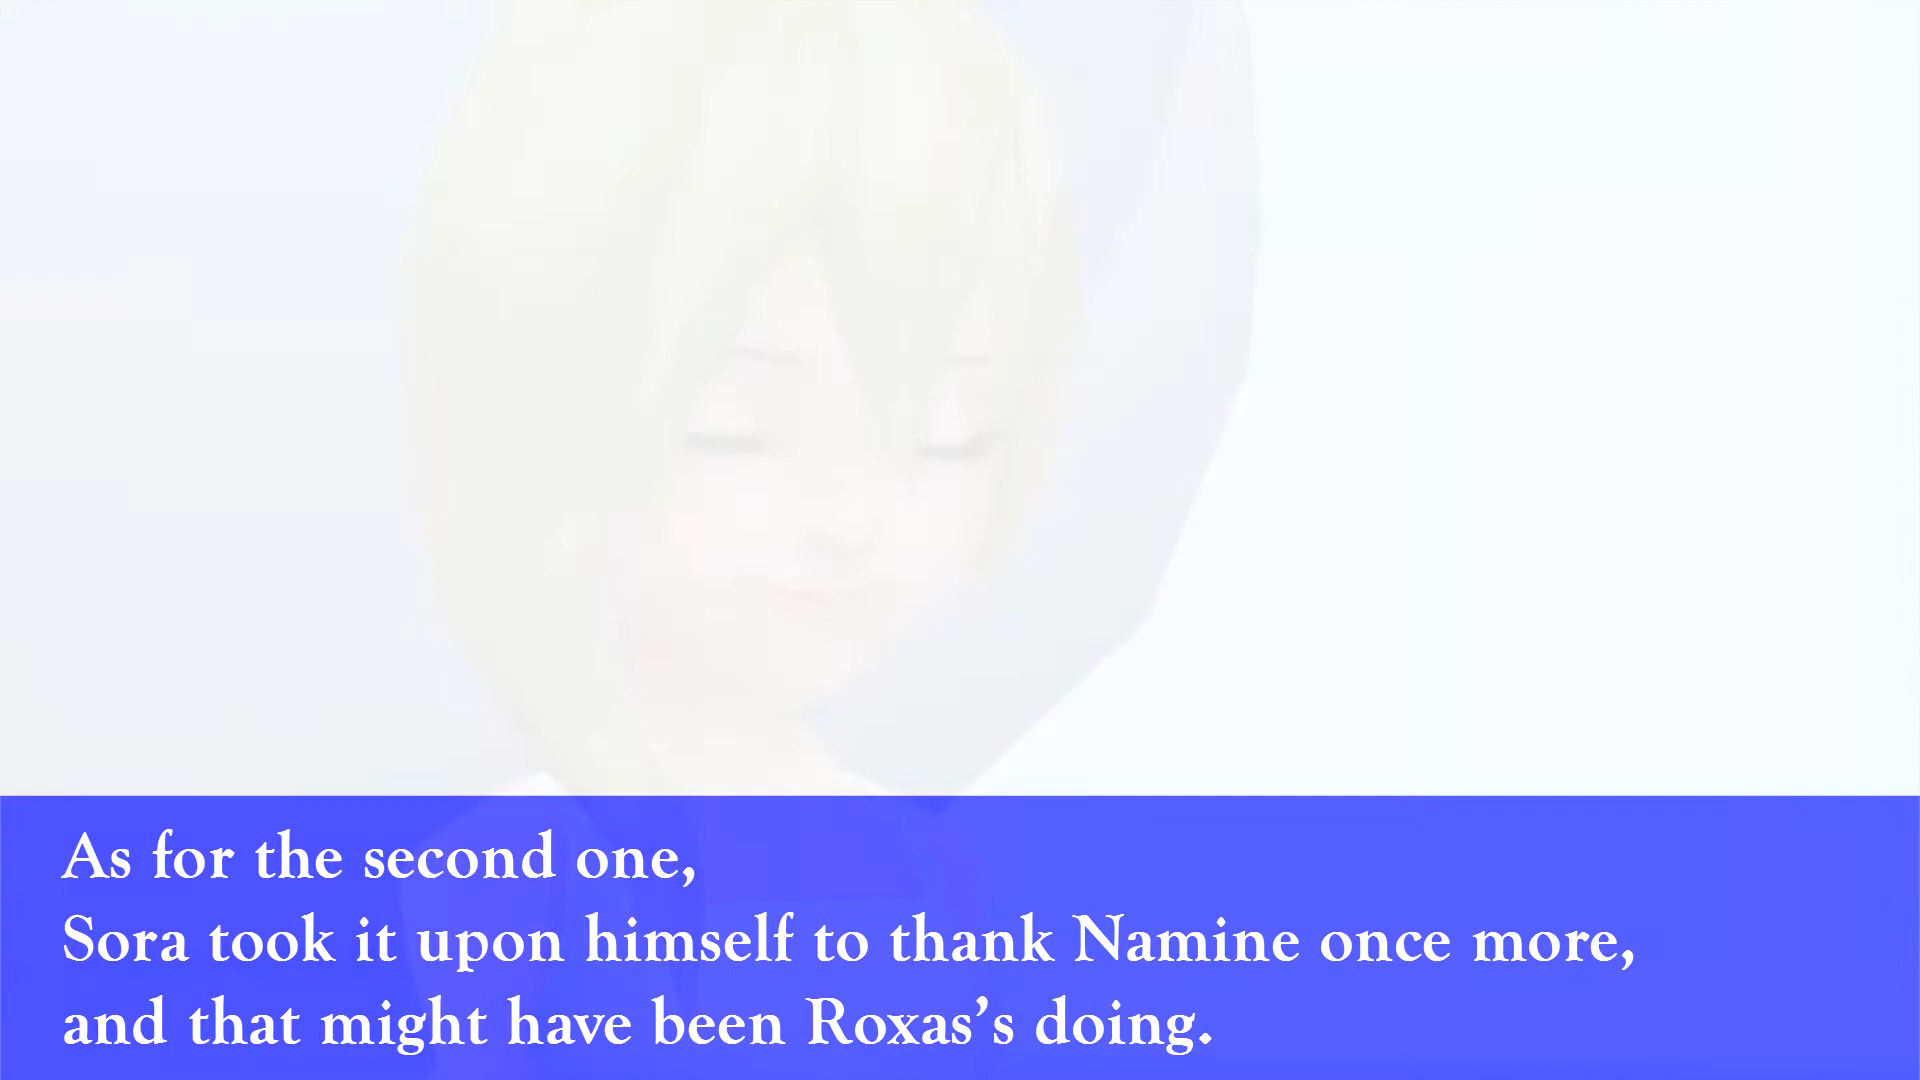 As for the second one,
Sora took it upon himself to thank Namine once more,
and that might have been Roxas’s doing.